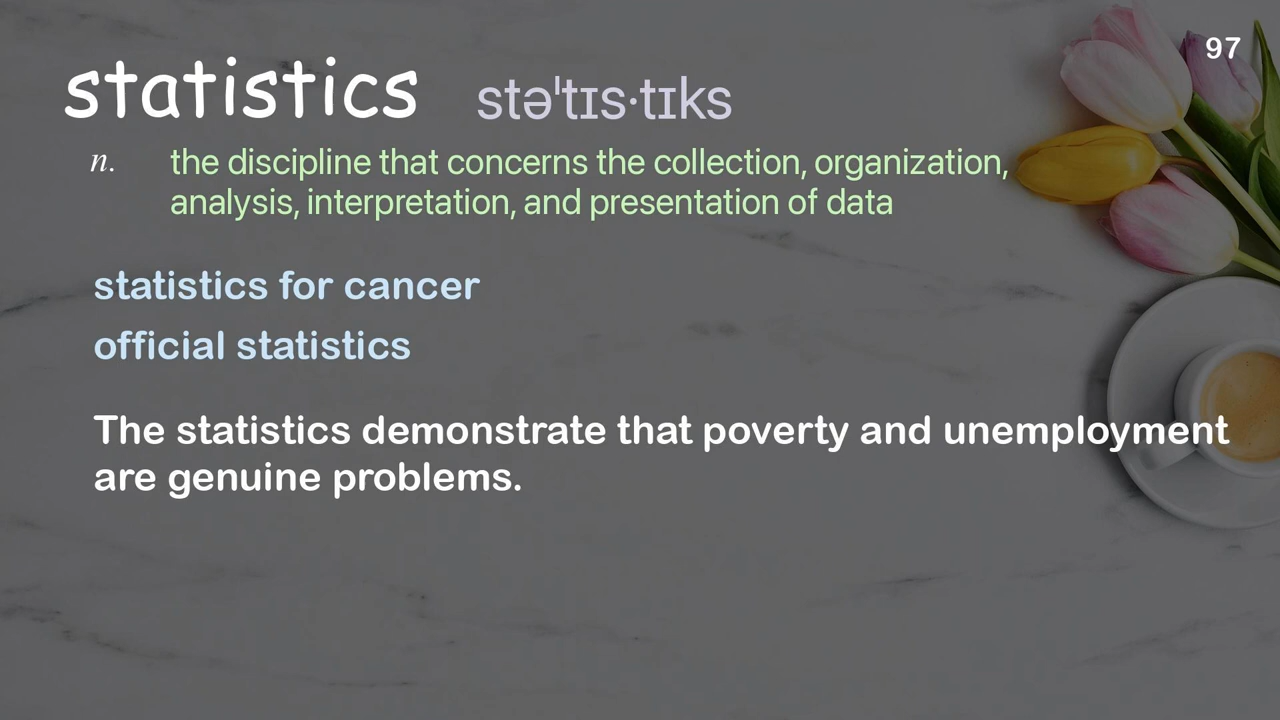 97
statistics stəˈtɪs·tɪks
n. the discipline that concerns the collection, organization,
analysis, interpretation, and presentation of data
statistics for cancer
official statistics
The statistics demonstrate that poverty and unemployment
are genuine problems.